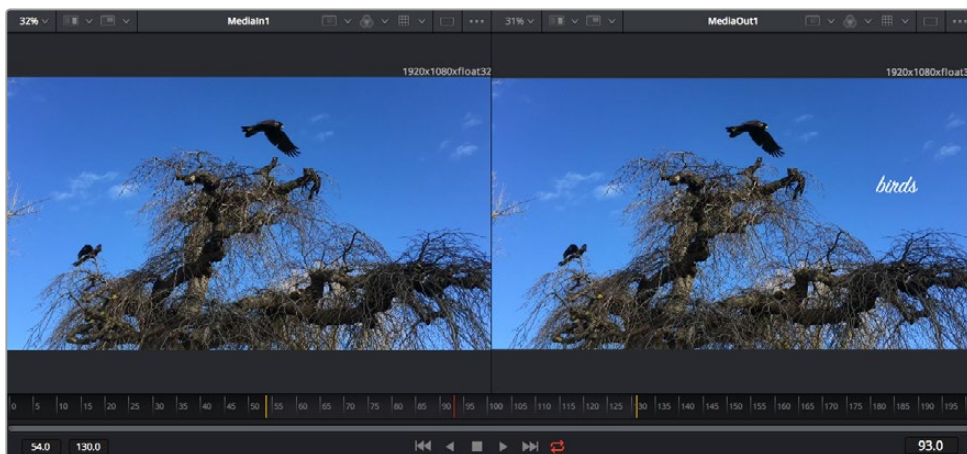 32% MediaIn1 31% MediaOut1
1920x1080xfloat32 1920x1080xfloat3
birds
0 5 10 15 20 25 30 35 40 45 50 55 60 65 70 75 80 85 90 95 100 105 110 115 120 125 130 135 140 145 150 155 160 165 170 175 180 185 190 195
54.0 130.0 93.0